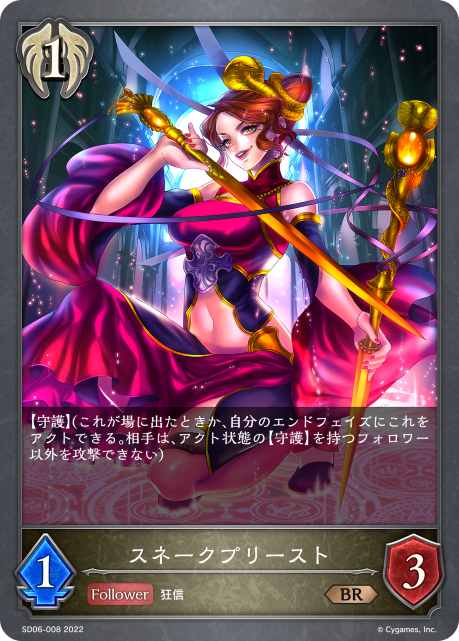 1
【守護】(これが場に出たときか、自分のエンドフェイズにこれを
アクトできる。相手は、アクト状態の【守護】を持つフォロワー
以外を攻撃できない)
スネークプリースト
1
Follower 狂信
BR
3
SD06-008 2022
© Cygames, Inc.